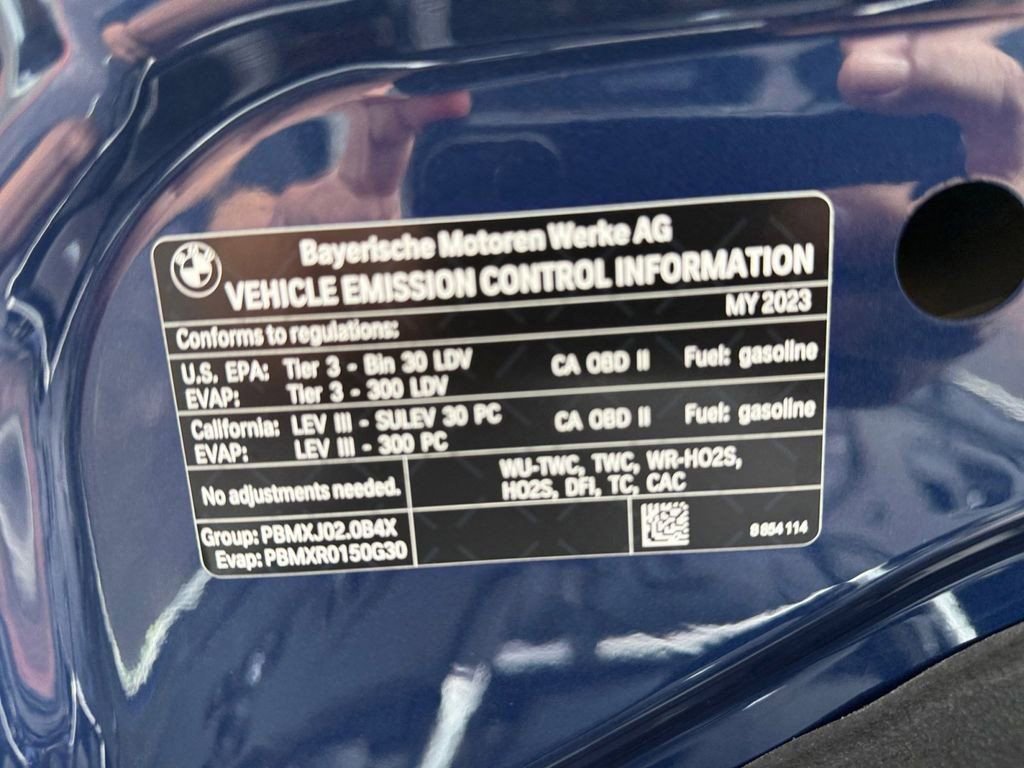 Bayerische Motoren Werke AG
VEHICLE EMISSION CONTROL INFORMATION
MY 2023
Conforms to regulations:
U.S. EPA: Tier 3 - Bin 30 LDV CA OBD II Fuel: gasoline
EVAP: Tier 3 - 300 LDV
California: LEV III - SULEV 30 PC CA OBD II Fuel: gasoline
EVAP: LEV III - 300 PC
No adjustments needed.
WU-TWC, TWC, WR-HO2S,
HO2S, DFI, TC, CAC
Group: PBMXJ02.0B4X
Evap: PBMXR0150G30
8 854 114